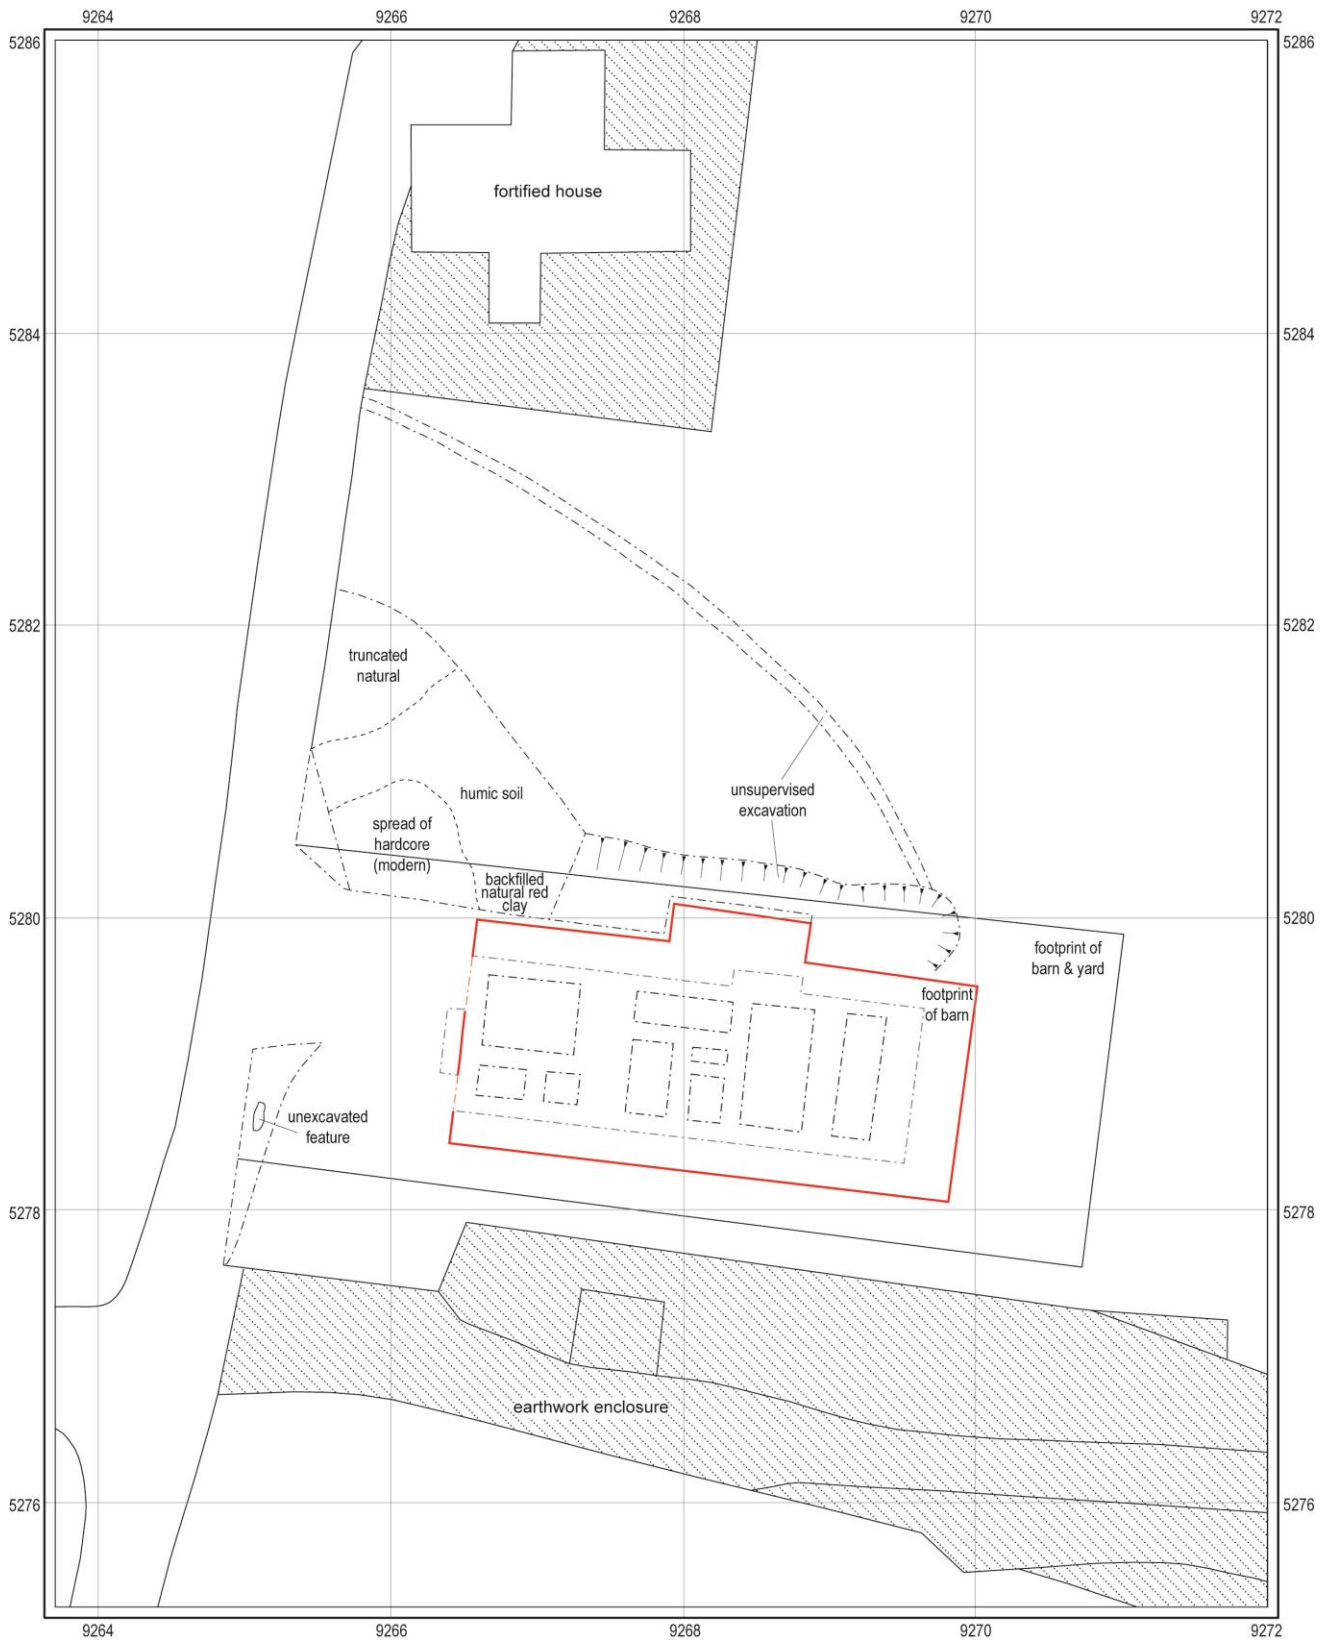 9264 9266 9268 9270 9272
5286 5286
fortified house
5284 5284
5282 5282
truncated
natural
unsupervised
excavation
humic soil
spread of
hardcore
(modern)
backfilled
natural red
clay
5280 5280
footprint of
barn & yard
footprint
of barn
unexcavated
feature
5278 5278
earthwork enclosure
5276 5276
9264 9266 9268 9270 9272